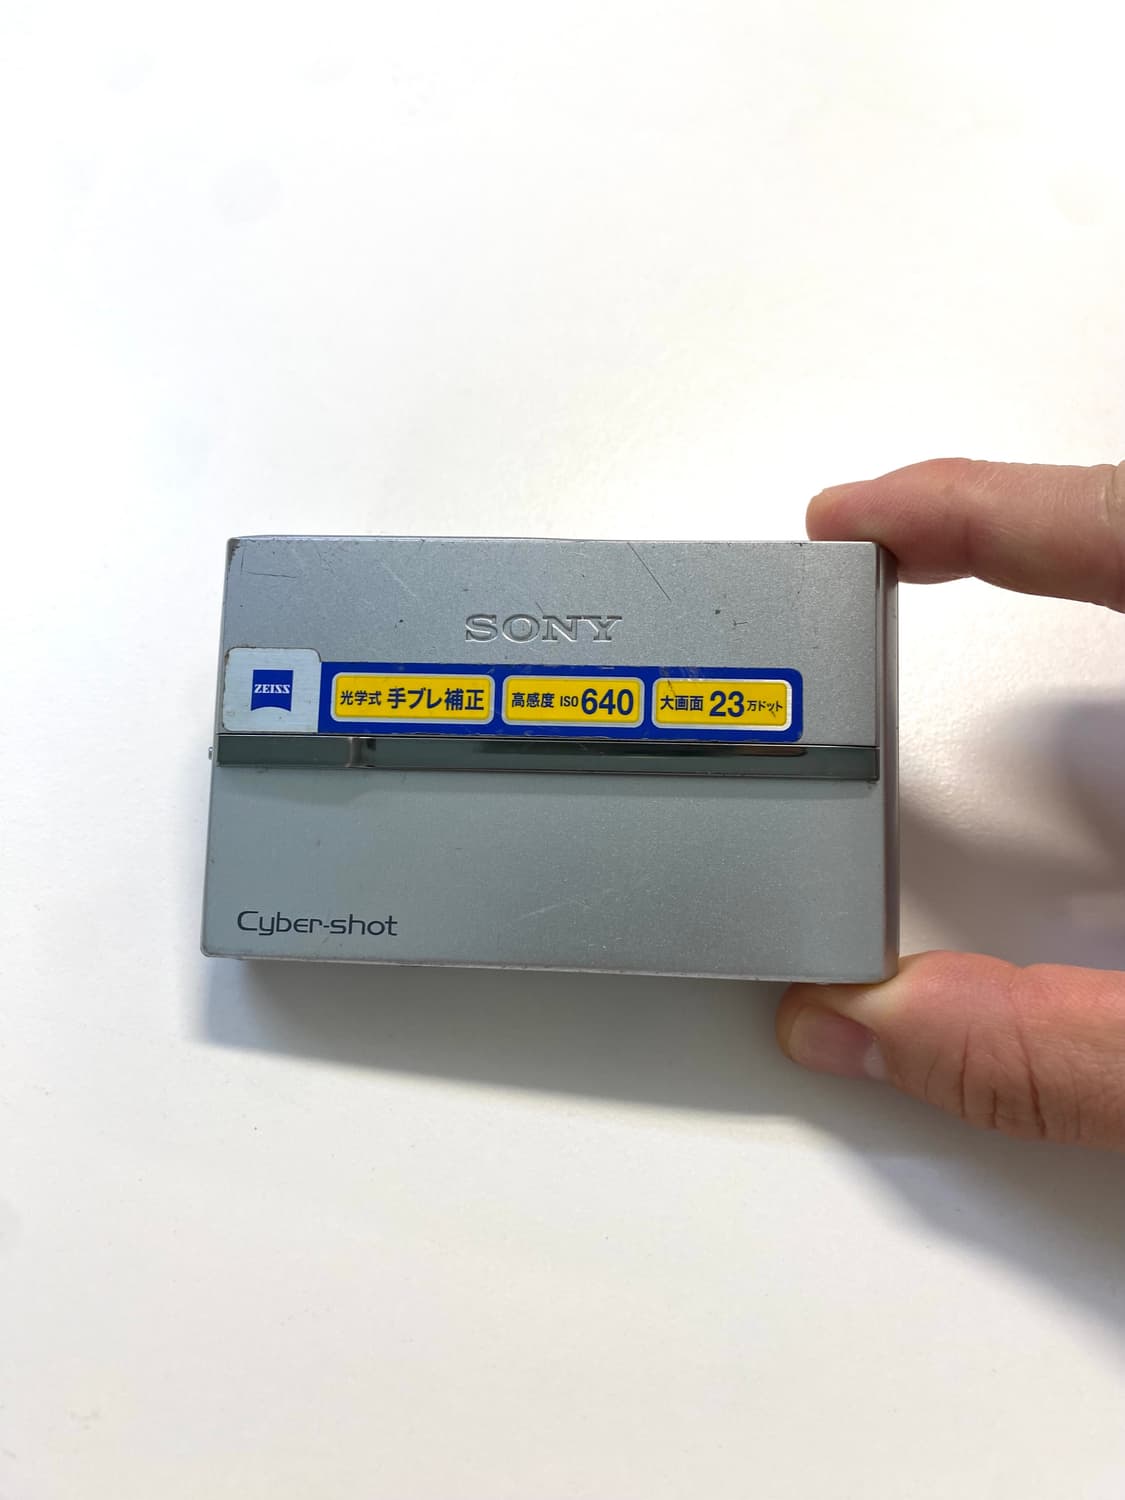 SONY
ZEISS
光学式 手ブレ補正
高感度 ISO 640
大画面 23万ドット
Cyber-shot